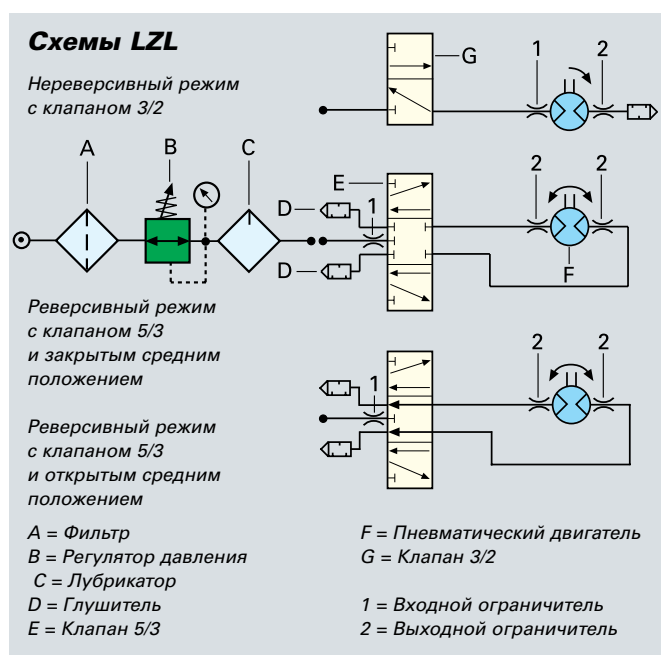 Схемы LZL
Нереверсивный режим
с клапаном 3/2
G
1
2
A
B
C
E
D
1
D
2
2
F
Реверсивный режим
с клапаном 5/3
и закрытым средним
положением
1
2
2
Реверсивный режим
с клапаном 5/3
и открытым средним
положением
A = Фильтр
B = Регулятор давления
C = Лубрикатор
D = Глушитель
E = Клапан 5/3
F = Пневматический двигатель
G = Клапан 3/2
1 = Входной ограничитель
2 = Выходной ограничитель